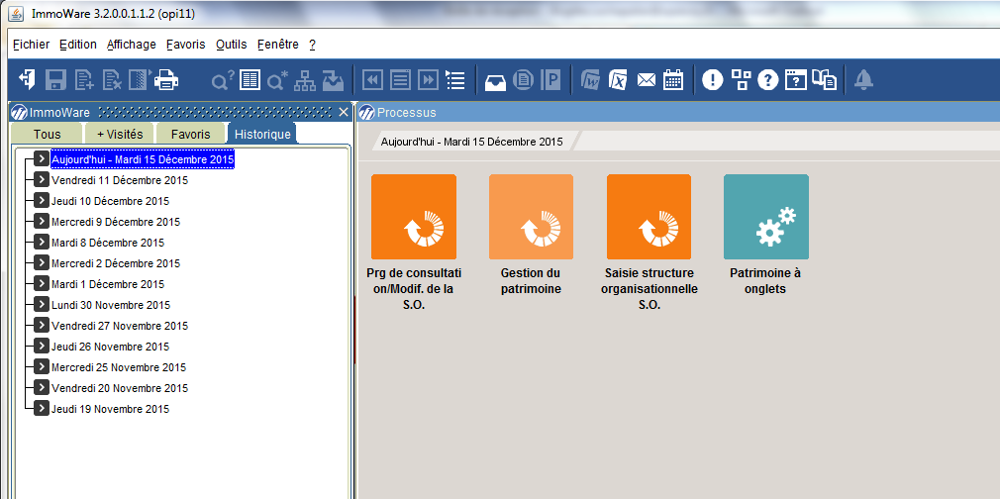 ImmoWare 3.2.0.0.1.1.2 (opi11)
Fichier Edition Affichage Favoris Outils Fenêtre ?
ImmoWare
Processus
Tous + Visités Favoris Historique
Aujourd'hui - Mardi 15 Décembre 2015
Aujourd'hui - Mardi 15 Décembre 2015
Vendredi 11 Décembre 2015
Jeudi 10 Décembre 2015
Mercredi 9 Décembre 2015
Mardi 8 Décembre 2015
Mercredi 2 Décembre 2015
Mardi 1 Décembre 2015
Lundi 30 Novembre 2015
Vendredi 27 Novembre 2015
Jeudi 26 Novembre 2015
Mercredi 25 Novembre 2015
Vendredi 20 Novembre 2015
Jeudi 19 Novembre 2015
Prg de consultati
on/Modif. de la
S.O.
Gestion du
patrimoine
Saisie structure
organisationnelle
S.O.
Patrimoine à
onglets